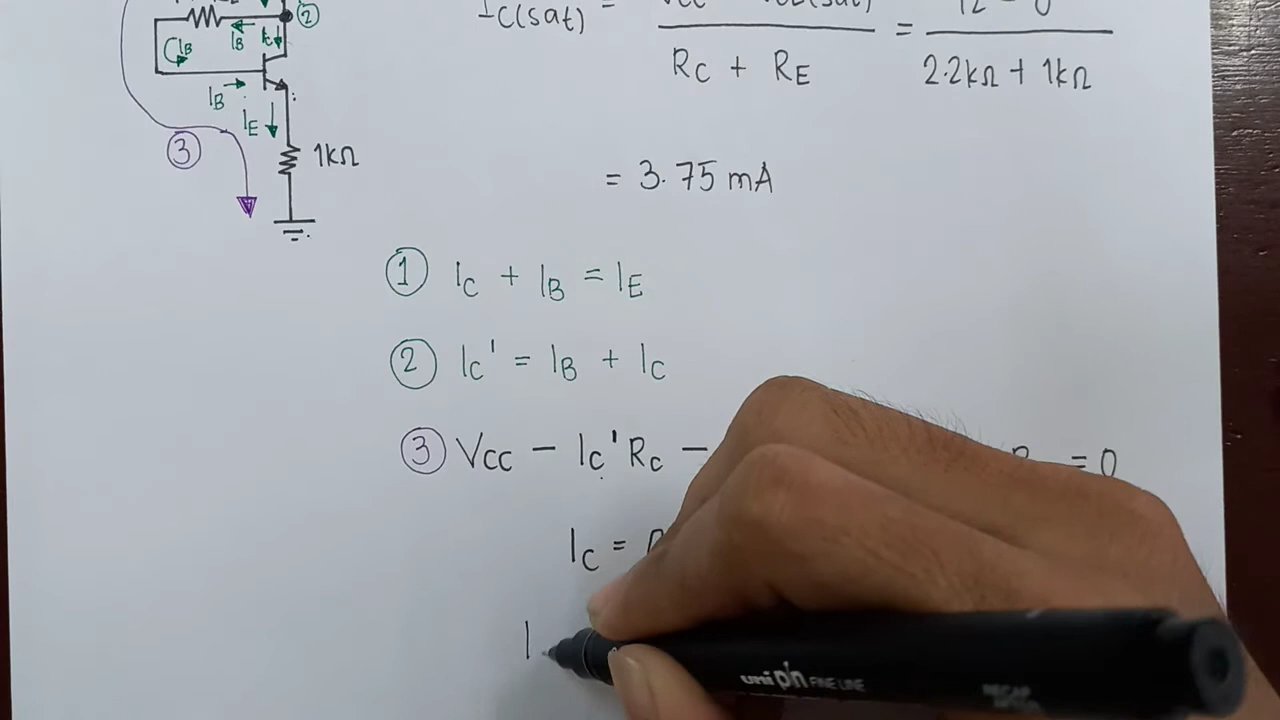 ②
IB IC
IB
IB
IE
③
1kΩ
IC(sat) = = 12 - 0
RC + RE 2.2kΩ + 1kΩ
= 3.75 mA
① IC + IB = IE
② IC' = IB + IC
③ VCC - IC' RC - = 0
IC =
I
uni pin FINE LINE